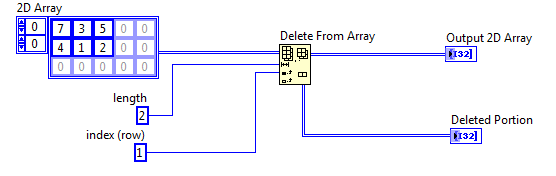 2D Array
0 7 3 5 0 0
0 4 1 2 0 0
0 0 0 0 0
Delete From Array
Output 2D Array
[I32]
length
2
index (row)
1
Deleted Portion
[I32]